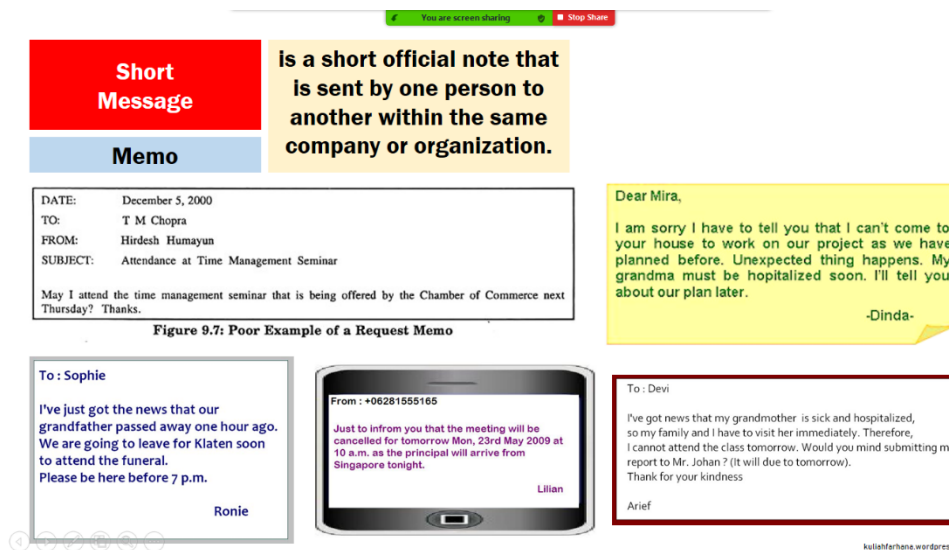 You are screen sharing
Stop Share
Short
Message
Memo
is a short official note that
is sent by one person to
another within the same
company or organization.
DATE: December 5, 2000
TO: T M Chopra
FROM: Hirdesh Humayun
SUBJECT: Attendance at Time Management Seminar
May I attend the time management seminar that is being offered by the Chamber of Commerce next
Thursday? Thanks.
Figure 9.7: Poor Example of a Request Memo
Dear Mira,
I am sorry I have to tell you that I can't come to
your house to work on our project as we have
planned before. Unexpected thing happens. My
grandma must be hopitalized soon. I'll tell you
about our plan later.
-Dinda-
To : Sophie
I've just got the news that our
grandfather passed away one hour ago.
We are going to leave for Klaten soon
to attend the funeral.
Please be here before 7 p.m.
Ronie
From : +06281555165
Just to infrom you that the meeting will be
cancelled for tomorrow Mon, 23rd May 2009 at
10 a.m. as the principal will arrive from
Singapore tonight.
Lilian
To : Devi
I've got news that my grandmother is sick and hospitalized,
so my family and I have to visit her immediately. Therefore,
I cannot attend the class tomorrow. Would you mind submitting m
report to Mr. Johan ? (It will due to tomorrow).
Thank for your kindness
Arief
kuliahfarhana.wordpres